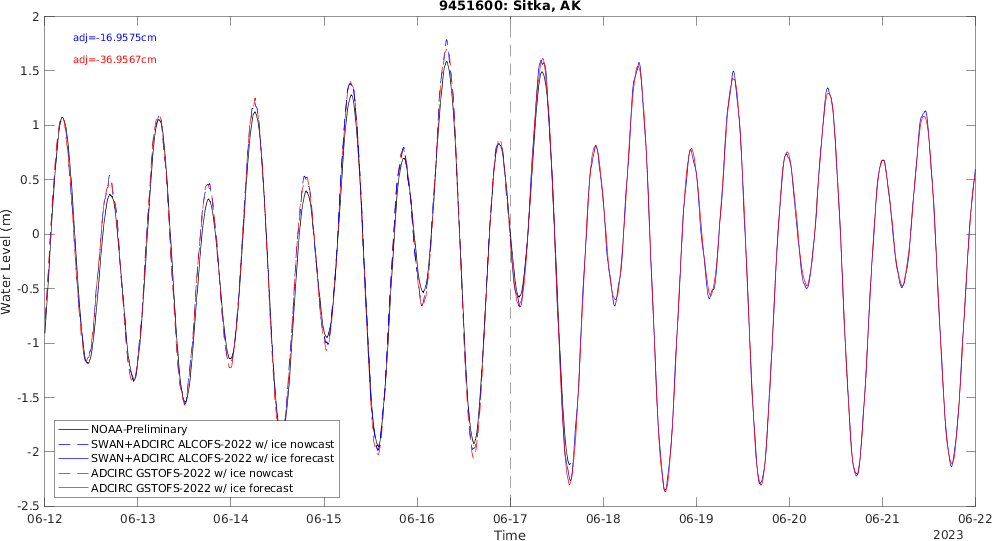 9451600: Sitka, AK
adj=-16.9575cm
adj=-36.9567cm
Water Level (m)
2
1.5
1
0.5
0
-0.5
-1
-1.5
-2
-2.5
NOAA-Preliminary
SWAN+ADCIRC ALCOFS-2022 w/ ice nowcast
SWAN+ADCIRC ALCOFS-2022 w/ ice forecast
ADCIRC GSTOFS-2022 w/ ice nowcast
ADCIRC GSTOFS-2022 w/ ice forecast
06-12 06-13 06-14 06-15 06-16 06-17 06-18 06-19 06-20 06-21 06-22
Time
2023